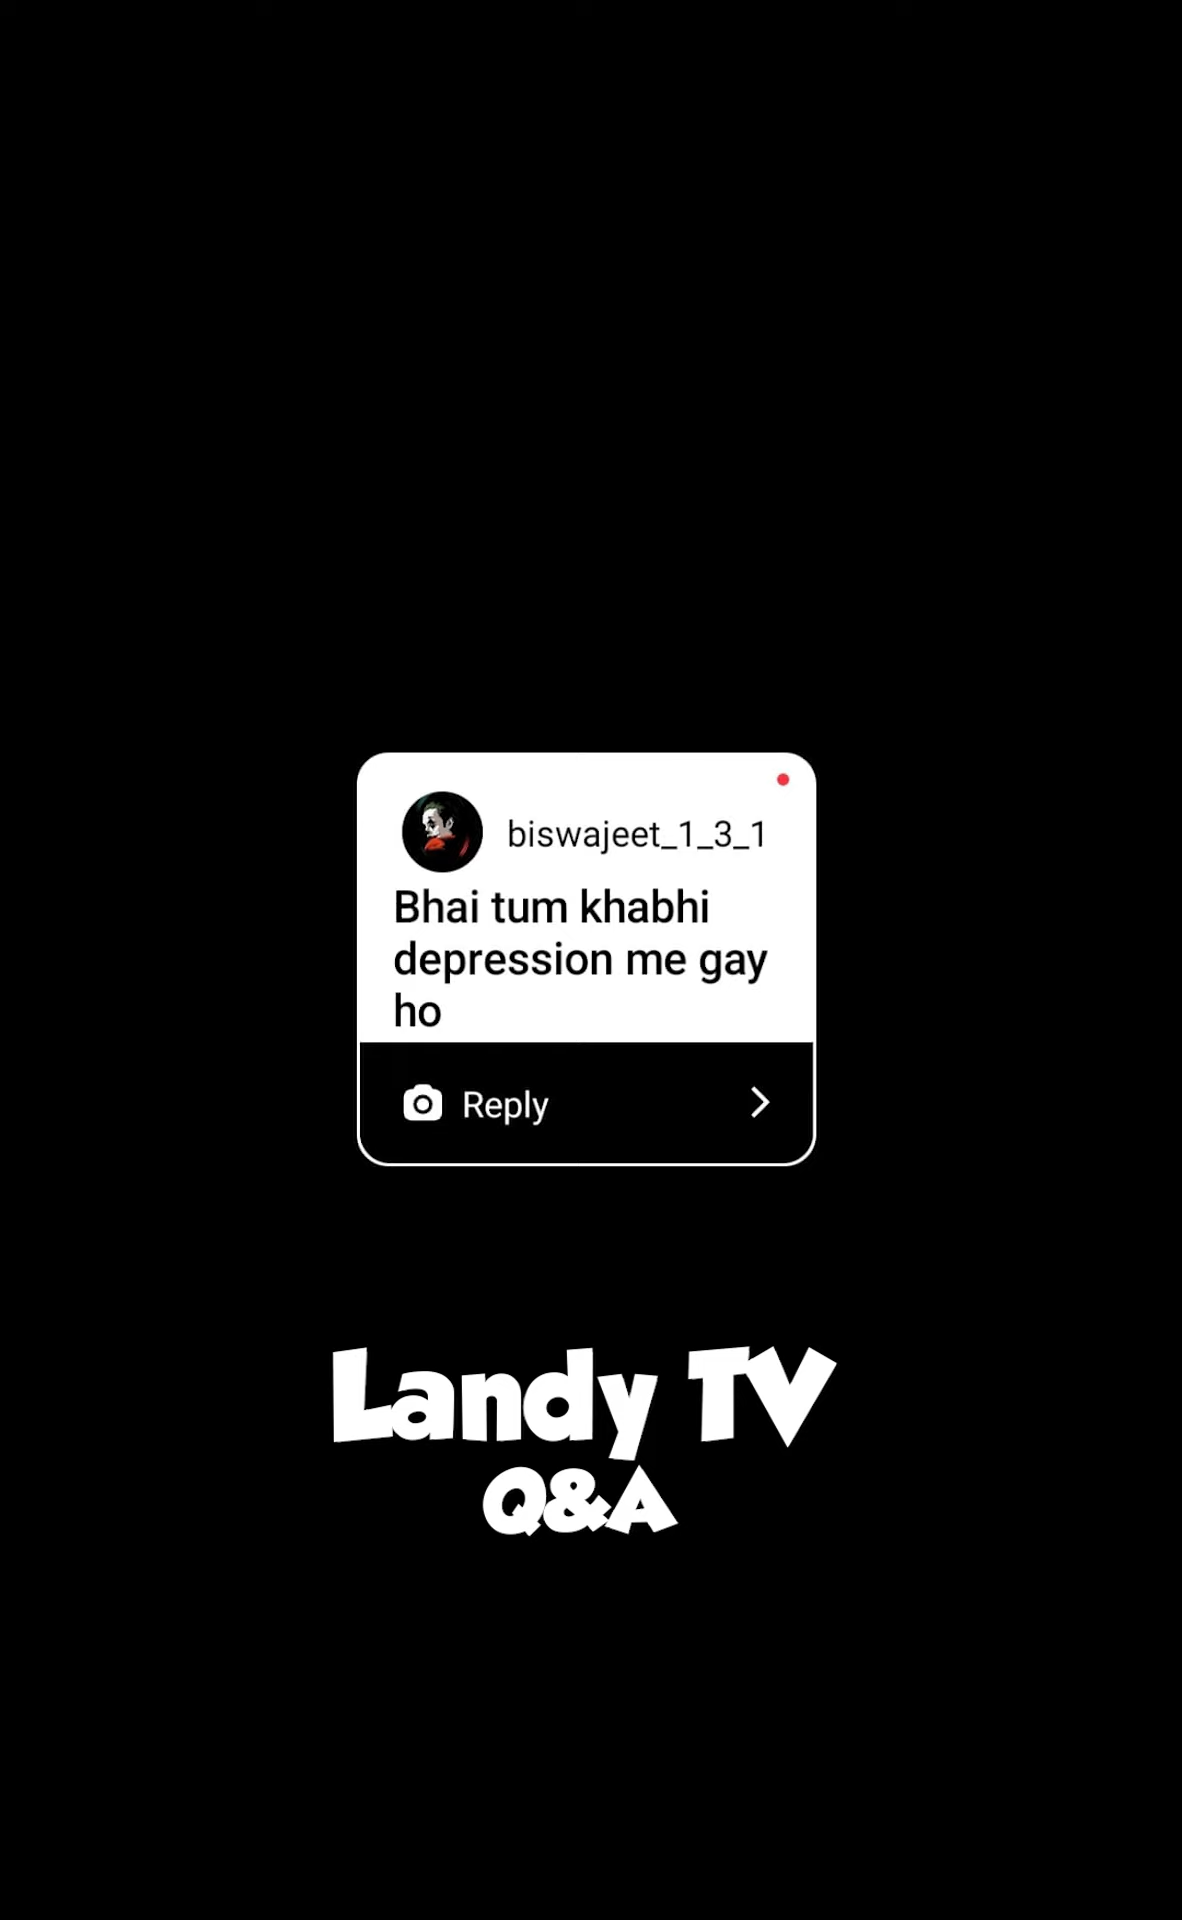 biswajeet_1_3_1
Bhai tum khabhi
depression me gay
ho
Reply
Landy TV
Q&A